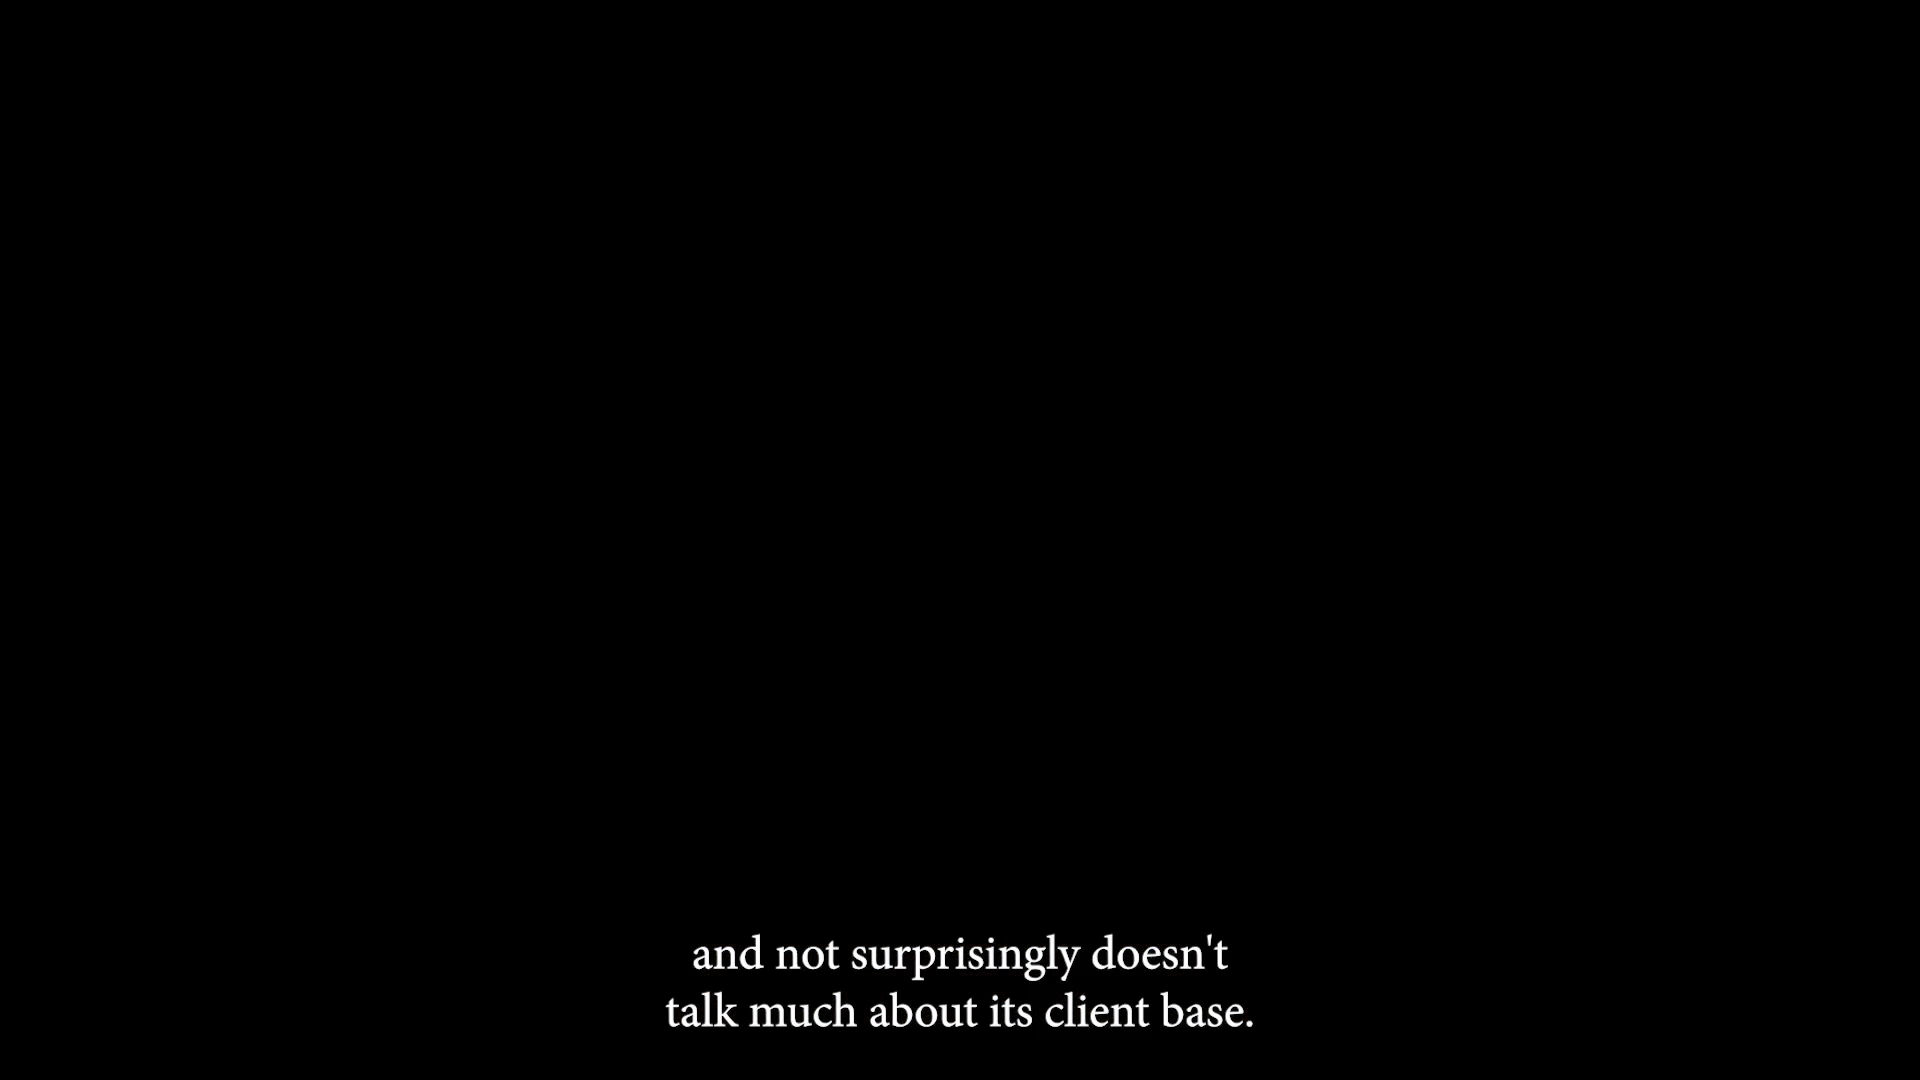 and not surprisingly doesn't
talk much about its client base.